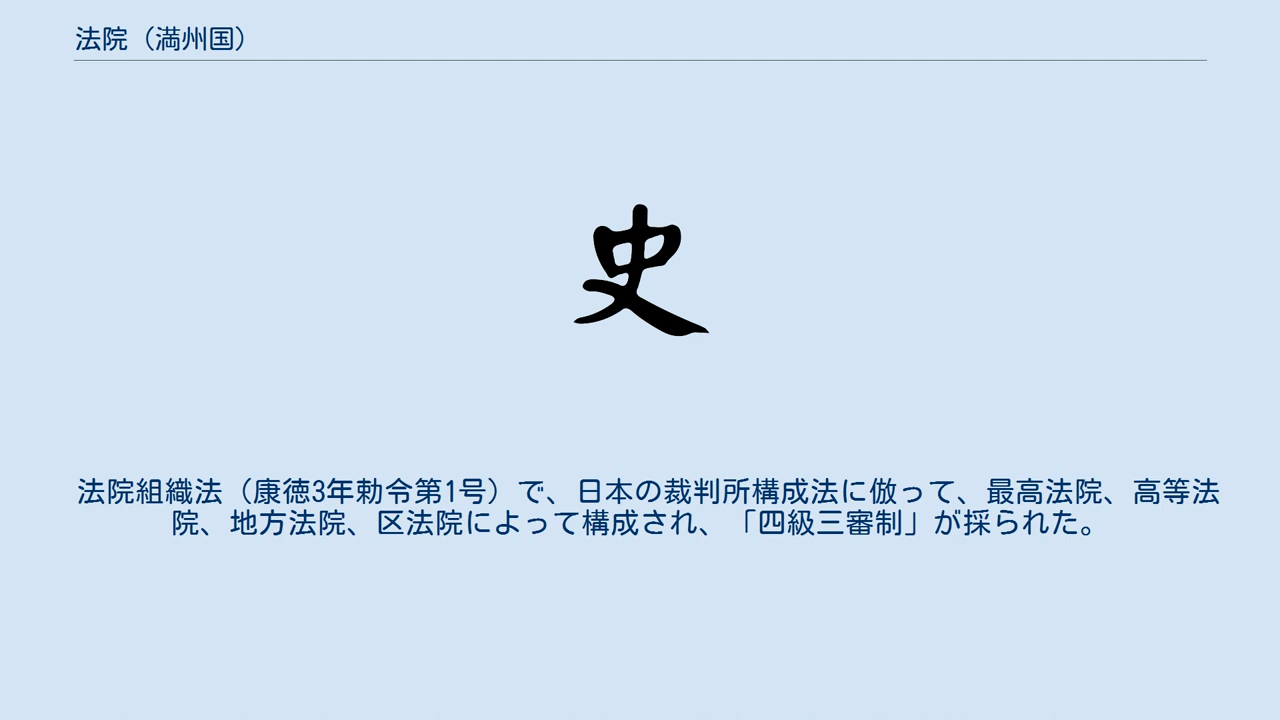 法院（満州国）
史
法院組織法（康徳3年勅令第1号）で、日本の裁判所構成法に倣って、最高法院、高等法
院、地方法院、区法院によって構成され、「四級三審制」が採られた。